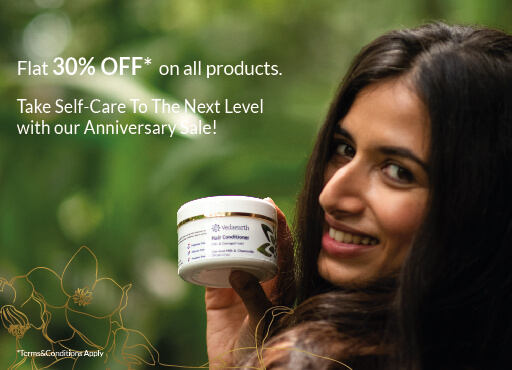 Flat 30% OFF* on all products.
Take Self-Care To The Next Level
with our Anniversary Sale!
vedaearth
Hair Conditioner
*Terms&Conditions Apply